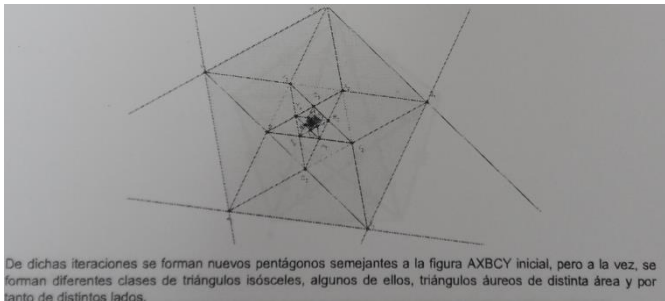 De dichas iteraciones se forman nuevos pentágonos semejantes a la figura AXBCY inicial, pero a la vez, se
forman diferentes clases de triángulos isósceles, algunos de ellos, triángulos áureos de distinta área y por
tanto de distintos lados.